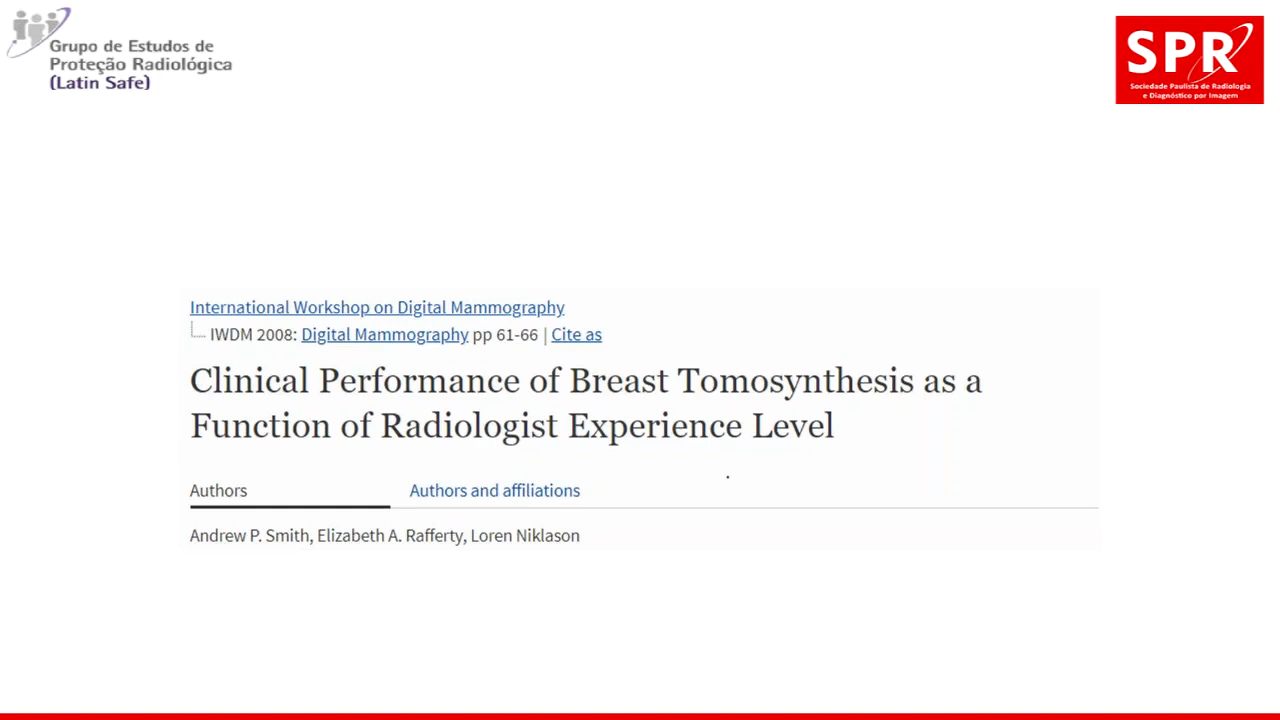 Grupo de Estudos de
Proteção Radiológica
(Latin Safe)
SPR
Sociedade Paulista de Radiologia
e Diagnóstico por Imagem
International Workshop on Digital Mammography
IWDM 2008: Digital Mammography pp 61-66 | Cite as
Clinical Performance of Breast Tomosynthesis as a
Function of Radiologist Experience Level
Authors Authors and affiliations
Andrew P. Smith, Elizabeth A. Rafferty, Loren Niklason